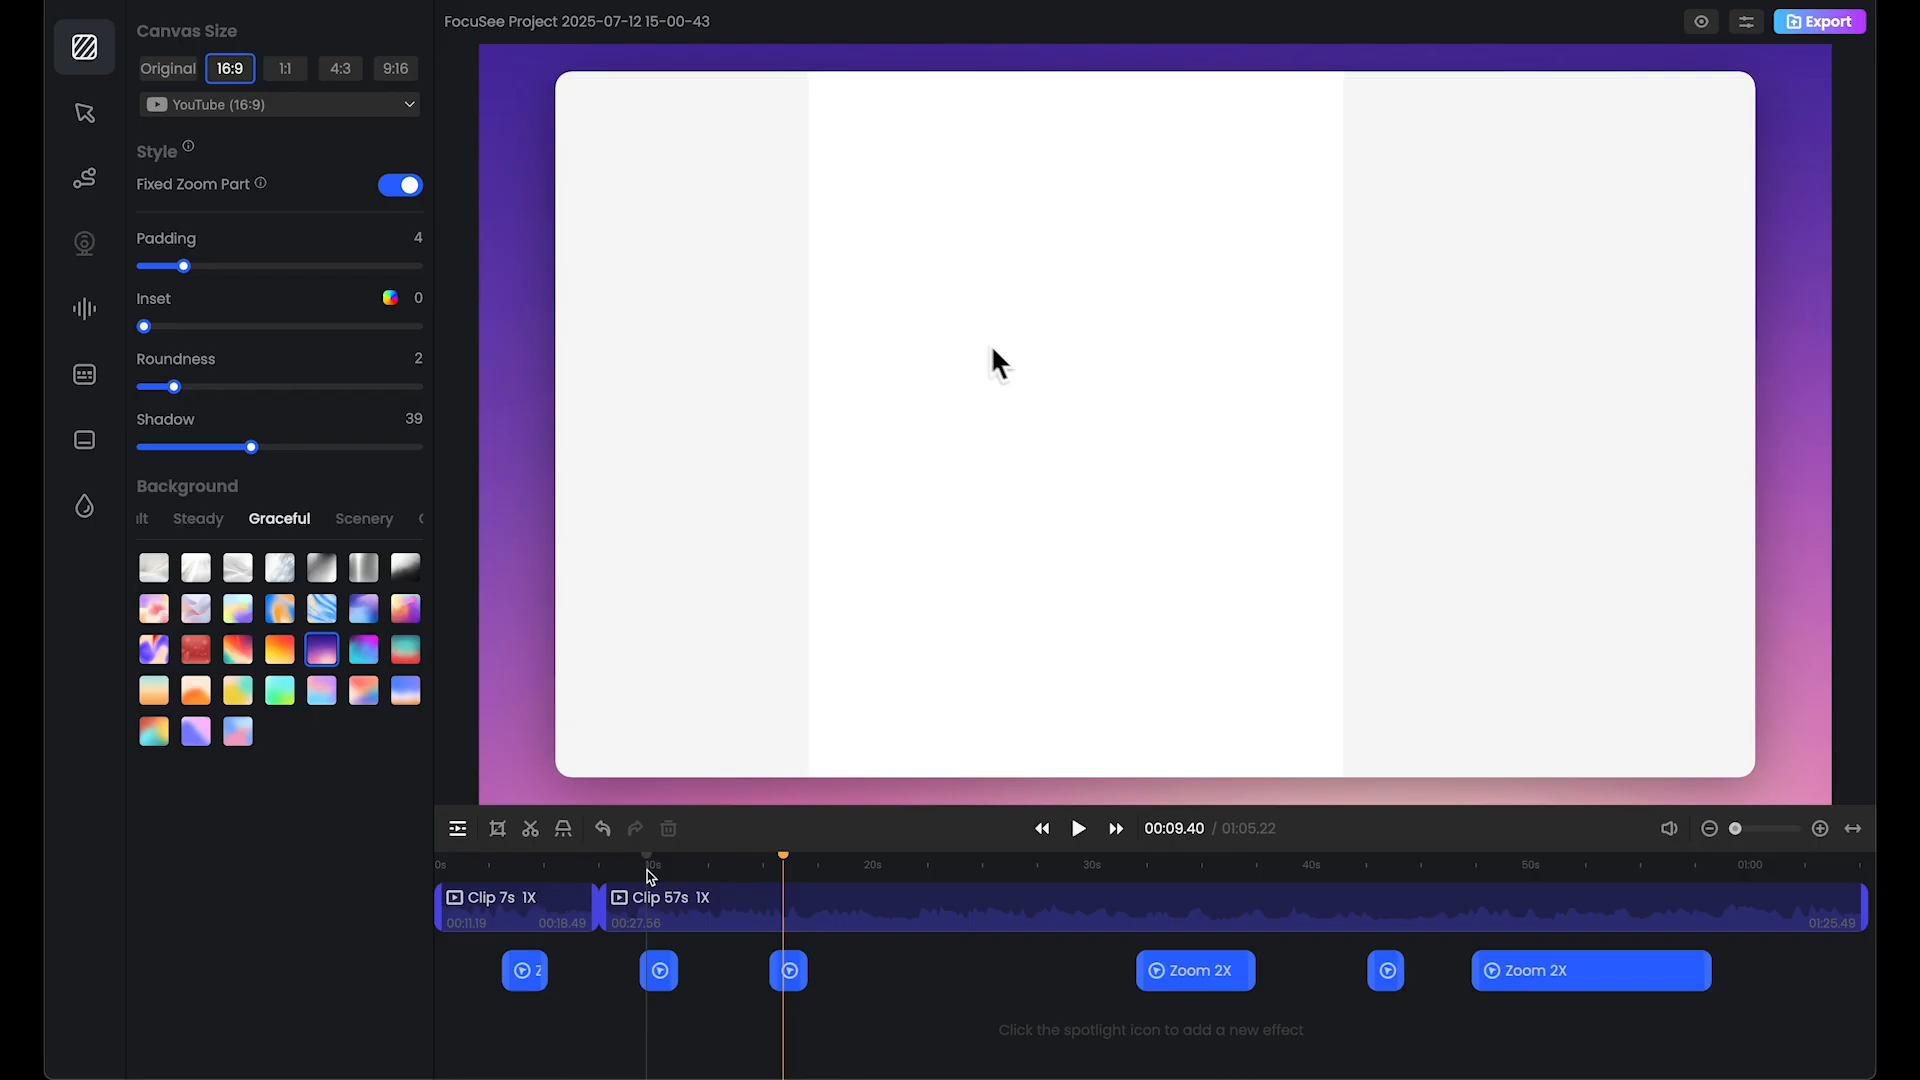 Canvas Size
Original 16:9 1:1 4:3 9:16
YouTube (16:9)
Style
Fixed Zoom Part
Padding 4
Inset 0
Roundness 2
Shadow 39
Background
Steady Graceful Scenery
FocuSee Project 2025-07-12 15-00-43
Export
00:09.40 / 01:05.22
0s 10s 20s 30s 40s 50s 01:00
Clip 7s 1X
00:11.19 00:18.49
Clip 57s 1X
00:27.56 01:25.49
Z
Zoom 2X
Zoom 2X
Click the spotlight icon to add a new effect